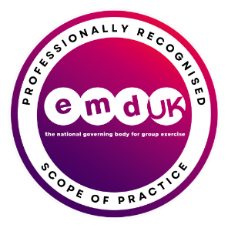 PROFESSIONALLY RECOGNISED
emdUK
the national governing body for group exercise
SCOPE OF PRACTICE